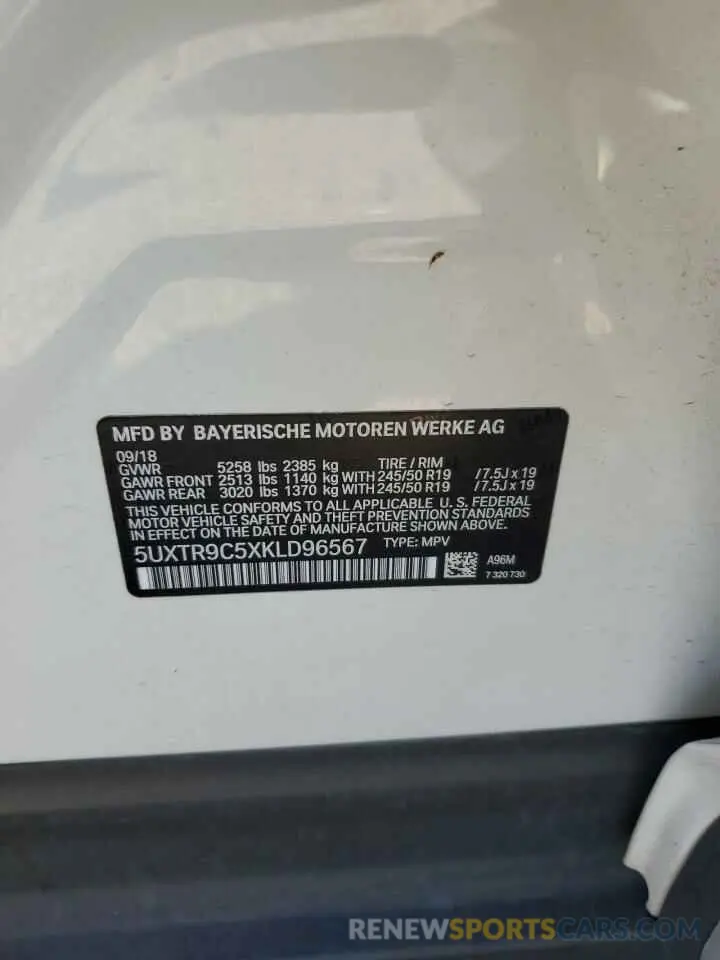 MFD BY BAYERISCHE MOTOREN WERKE AG
09/18
GVWR 5258 lbs 2385 kg TIRE / RIM
GAWR FRONT 2513 lbs 1140 kg WITH 245/50 R19 / 7.5J x 19
GAWR REAR 3020 lbs 1370 kg WITH 245/50 R19 / 7.5J x 19
THIS VEHICLE CONFORMS TO ALL APPLICABLE U. S. FEDERAL
MOTOR VEHICLE SAFETY AND THEFT PREVENTION STANDARDS
IN EFFECT ON THE DATE OF MANUFACTURE SHOWN ABOVE.
5UXTR9C5XKLD96567 TYPE: MPV
A96M
7 320 730
RENEWSPORTSCARS.COM